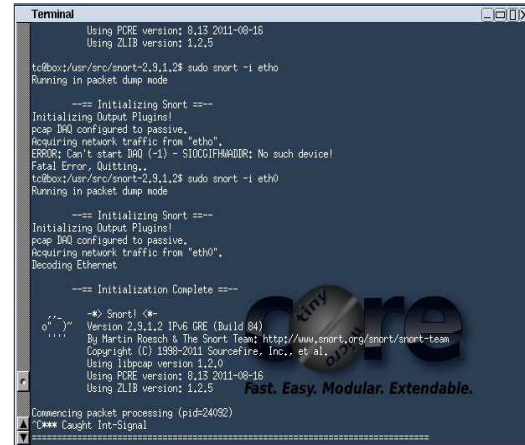 Terminal
Using PCRE version: 8.13 2011-08-16
Using ZLIB version: 1.2.5
tc@box:/usr/src/snort-2.9.1.2$ sudo snort -i etho
Running in packet dump mode
--== Initializing Snort ==--
Initializing Output Plugins!
pcap DAQ configured to passive.
Acquiring network traffic from "etho".
ERROR: Can't start DAQ (-1) - SIOCGIFHWADDR: No such device!
Fatal Error, Quitting..
tc@box:/usr/src/snort-2.9.1.2$ sudo snort -i eth0
Running in packet dump mode
--== Initializing Snort ==--
Initializing Output Plugins!
pcap DAQ configured to passive.
Acquiring network traffic from "eth0".
Decoding Ethernet
--== Initialization Complete ==--
,,_ -*> Snort! <*-
o" )~ Version 2.9.1.2 IPv6 GRE (Build 84)
'''' By Martin Roesch & The Snort Team: http://www.snort.org/snort/snort-team
Copyright (C) 1998-2011 Sourcefire, Inc., et al.
Using libpcap version 1.2.0
Using PCRE version: 8.13 2011-08-16
Using ZLIB version: 1.2.5
core
tiny
micro
Fast. Easy. Modular. Extendable.
Commencing packet processing (pid=24092)
^C*** Caught Int-Signal
===============================================================================